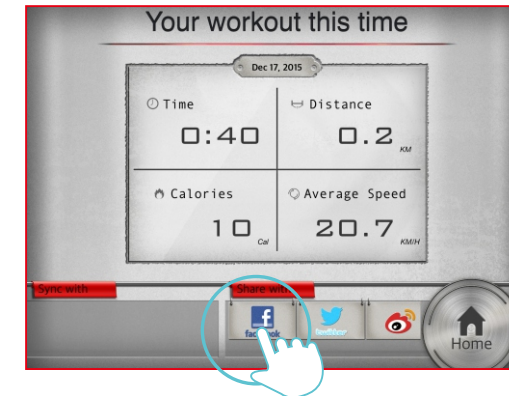 Your workout this time
Dec 17, 2015
Time
Distance
0:40
0.2 KM
Calories
Average Speed
10 Cal
20.7 KM/H
Sync with
Share with
facebook
twitter
Home